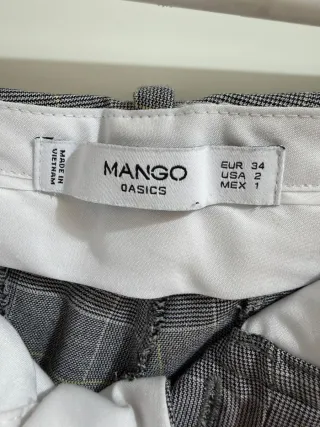 MADE IN
VIETNAM
MANGO
BASICS
EUR 34
USA 2
MEX 1